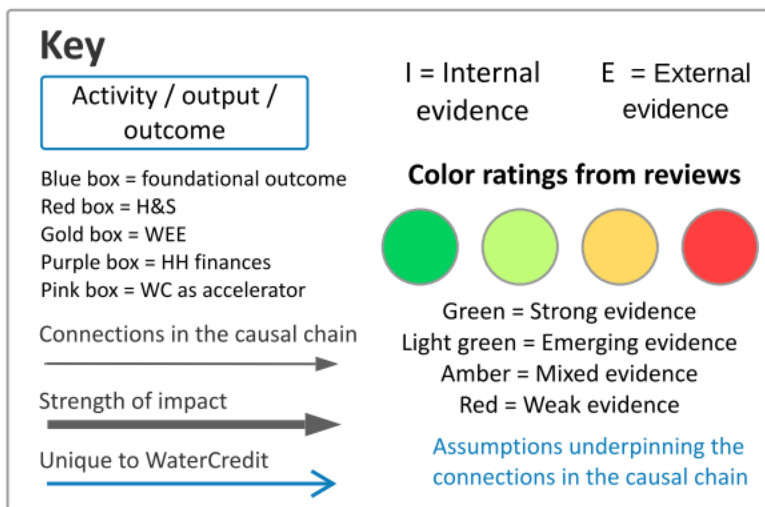 Key
Activity / output /
outcome
Blue box = foundational outcome
Red box = H&S
Gold box = WEE
Purple box = HH finances
Pink box = WC as accelerator
Connections in the causal chain
Strength of impact
Unique to WaterCredit
I = Internal
evidence
E = External
evidence
Color ratings from reviews
Green = Strong evidence
Light green = Emerging evidence
Amber = Mixed evidence
Red = Weak evidence
Assumptions underpinning the
connections in the causal chain